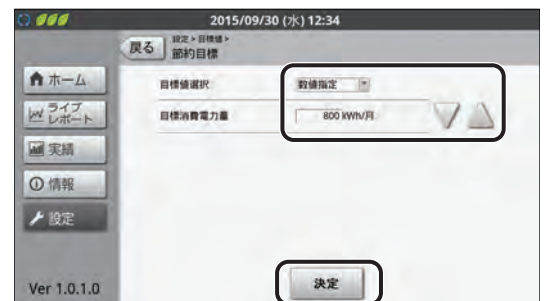 2015/09/30 (水) 12:34
戻る
設定 > 目標値 >
節約目標
ホーム
ライブレポート
実績
情報
設定
目標値選択
数値指定
目標消費電力量
800 kWh/月
決定
Ver 1.0.1.0